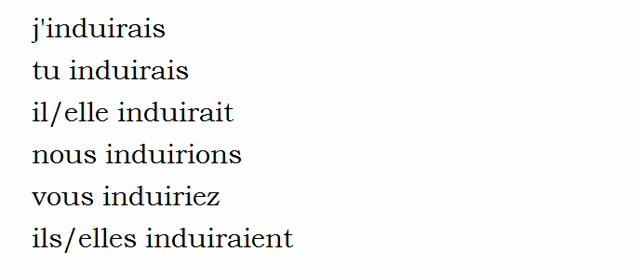 j'induirais
tu induirais
il/elle induirait
nous induirions
vous induiriez
ils/elles induiraient